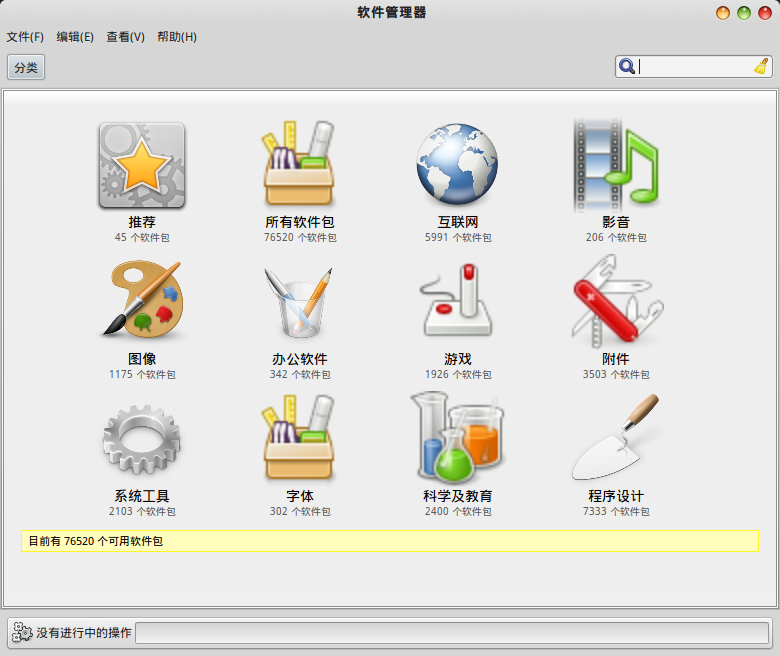 软件管理器
文件(F) 编辑(E) 查看(V) 帮助(H)
分类
推荐 所有软件包 互联网 影音
45 个软件包 76520 个软件包 5991 个软件包 206 个软件包
图像 办公软件 游戏 附件
1175 个软件包 342 个软件包 1926 个软件包 3503 个软件包
系统工具 字体 科学及教育 程序设计
2103 个软件包 302 个软件包 2400 个软件包 7333 个软件包
目前有 76520 个可用软件包
没有进行中的操作